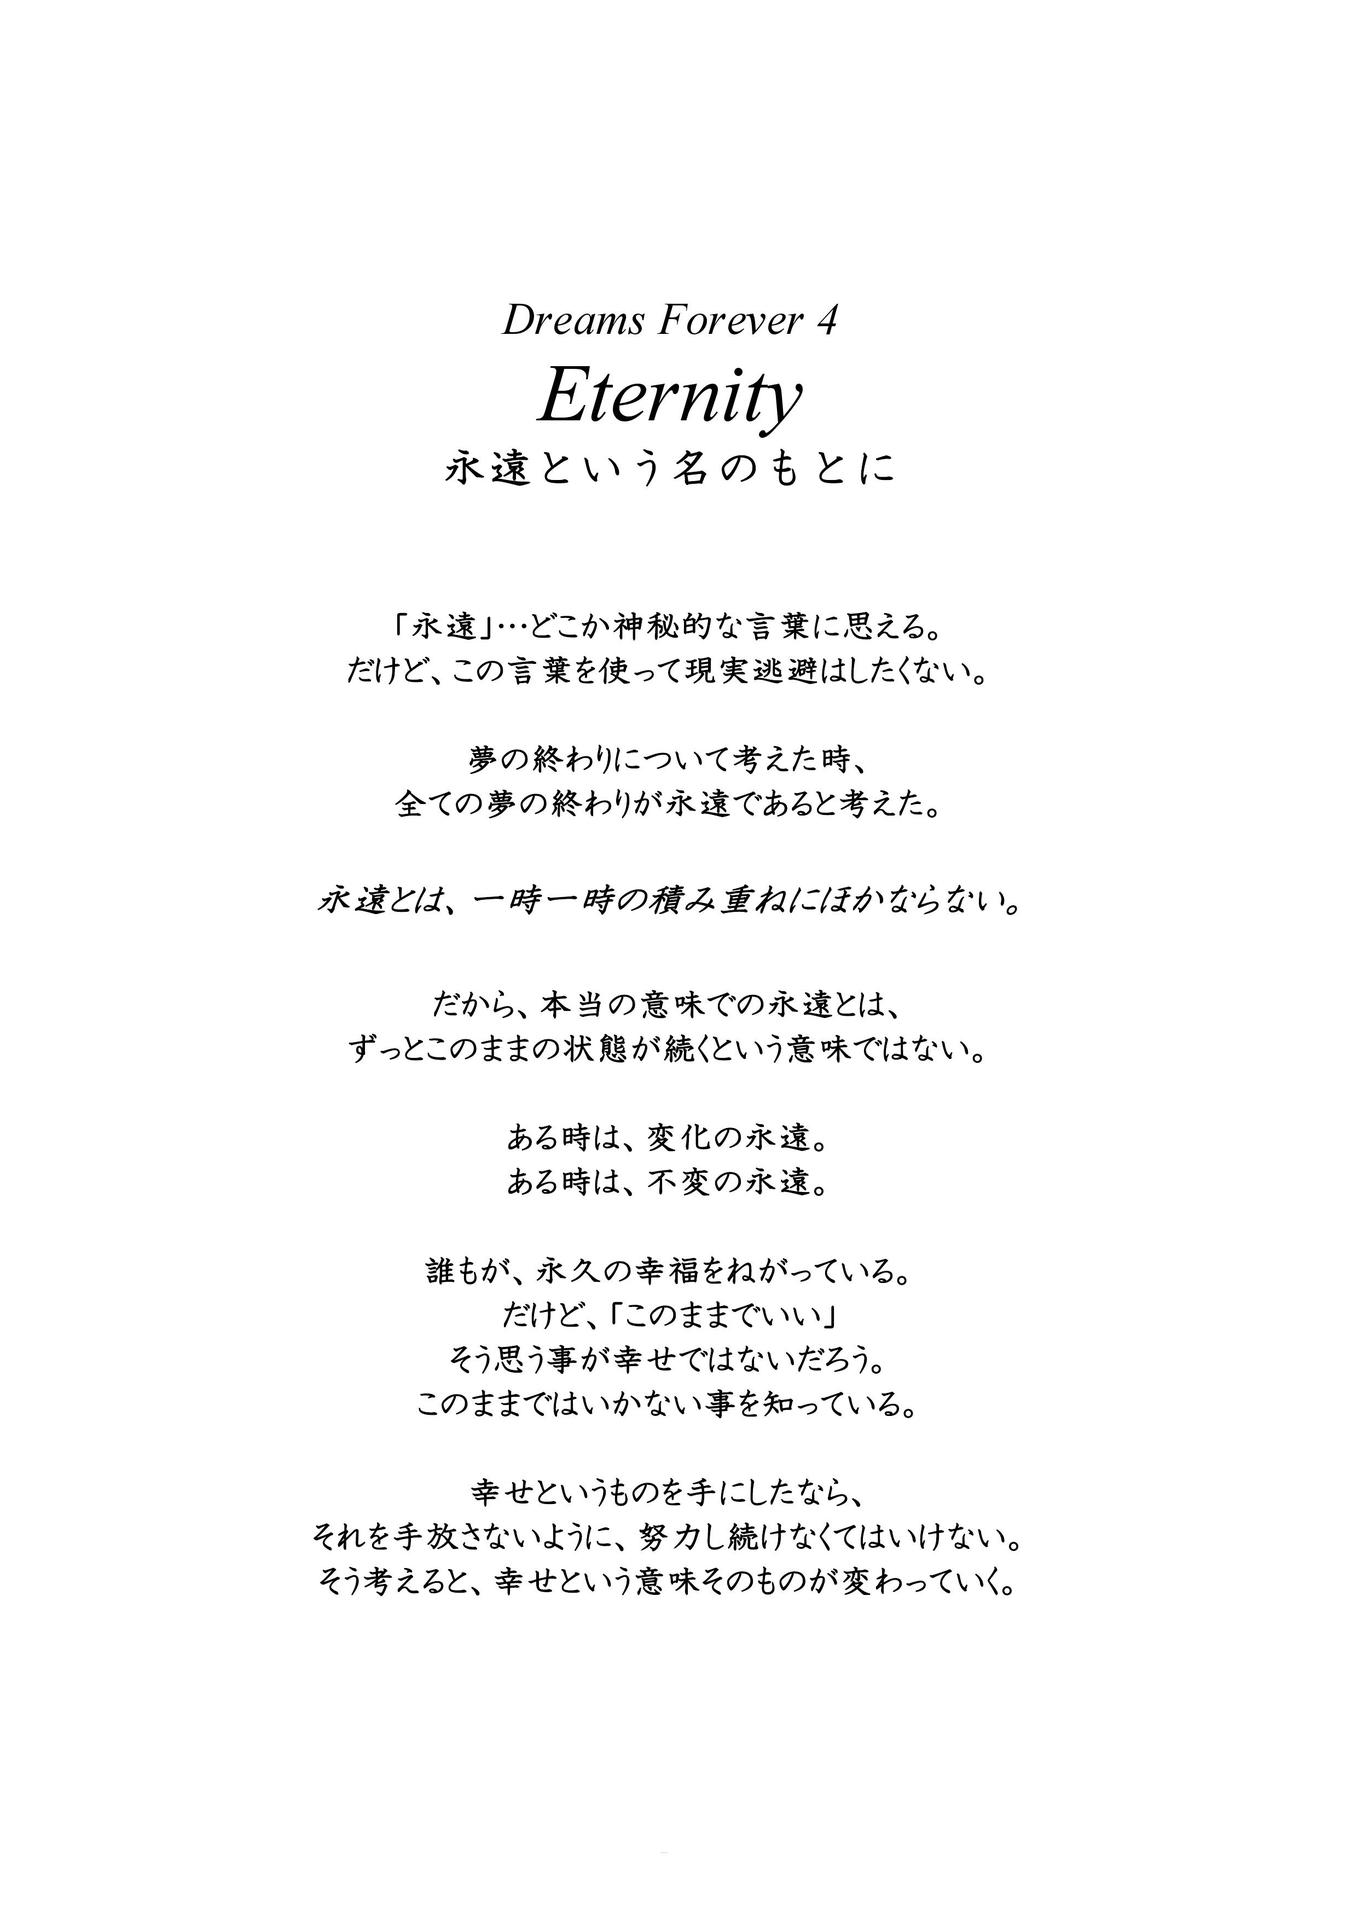 Dreams Forever 4
Eternity
永遠という名のもとに
「永遠」…どこか神秘的な言葉に思える。
だけど、この言葉を使って現実逃避はしたくない。
夢の終わりについて考えた時、
全ての夢の終わりが永遠であると考えた。
永遠とは、一時一時の積み重ねにほかならない。
だから、本当の意味での永遠とは、
ずっとこのままの状態が続くという意味ではない。
ある時は、変化の永遠。
ある時は、不変の永遠。
誰もが、永久の幸福をねがっている。
だけど、「このままでいい」
そう思う事が幸せではないだろう。
このままではいかない事を知っている。
幸せというものを手にしたなら、
それを手放さないように、努力し続けなくてはいけない。
そう考えると、幸せという意味そのものが変わっていく。